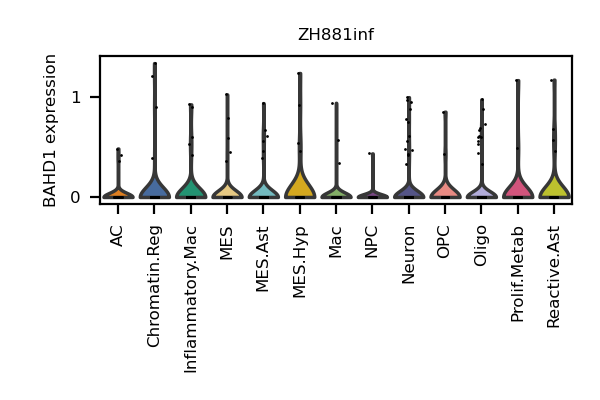 ZH881inf
BAHD1 expression
1
0
AC
Chromatin.Reg
Inflammatory.Mac
MES
MES.Ast
MES.Hyp
Mac
NPC
Neuron
OPC
Oligo
Prolif.Metab
Reactive.Ast